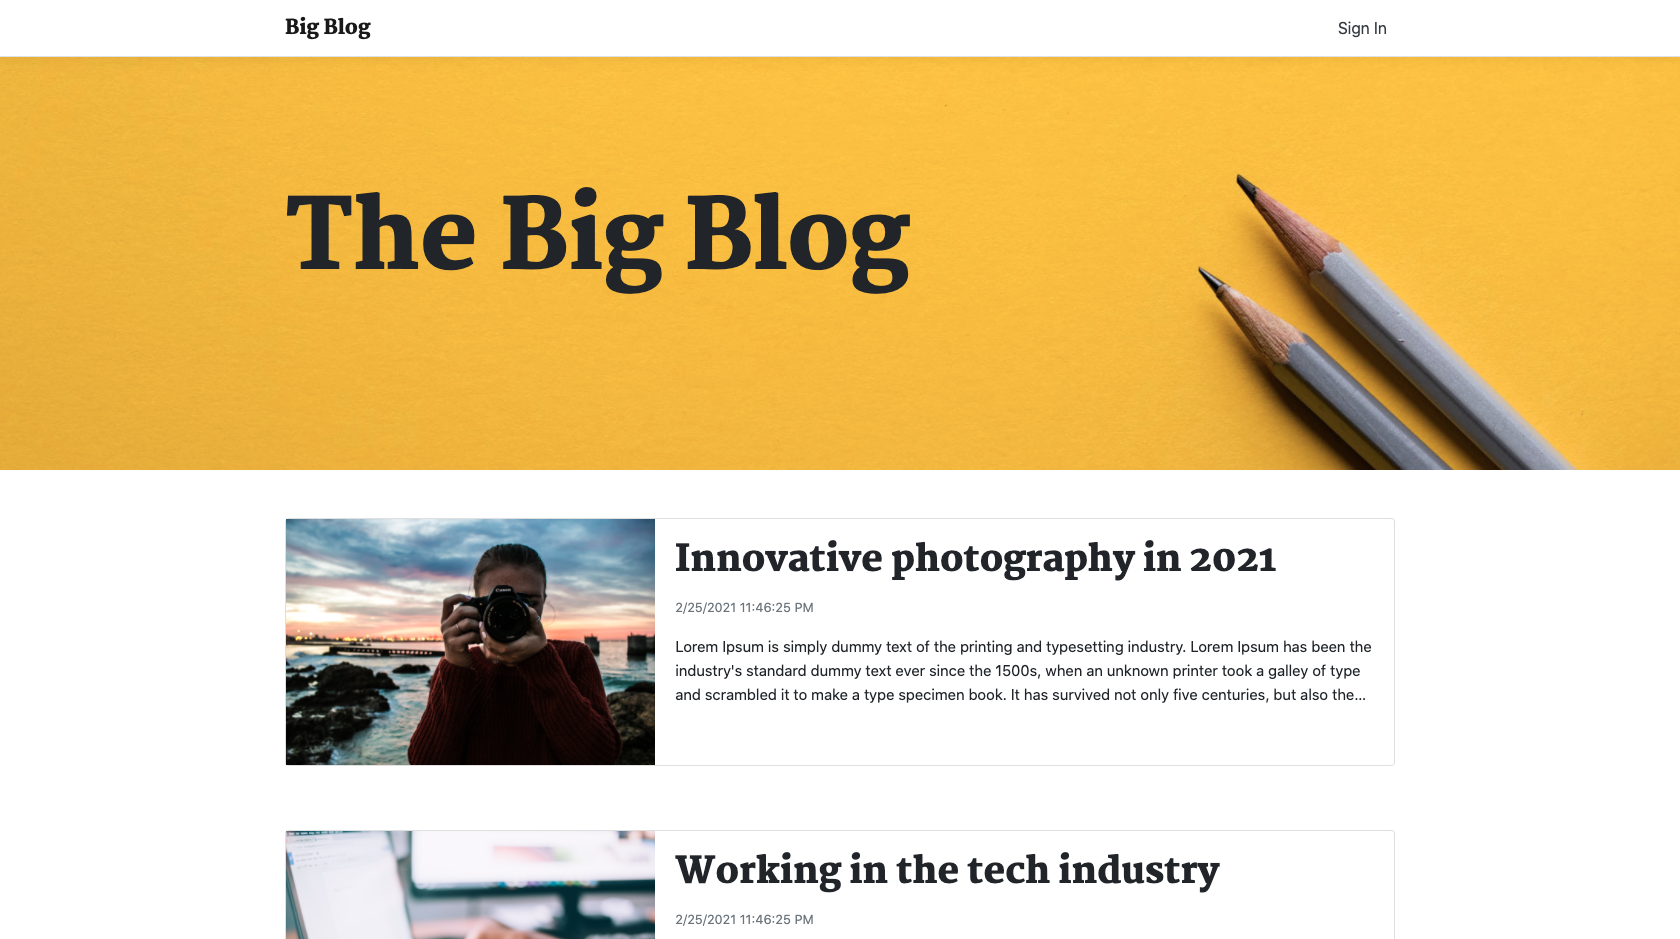 Big Blog
Sign In
The Big Blog
Innovative photography in 2021
2/25/2021 11:46:25 PM
Lorem Ipsum is simply dummy text of the printing and typesetting industry. Lorem Ipsum has been the
industry's standard dummy text ever since the 1500s, when an unknown printer took a galley of type
and scrambled it to make a type specimen book. It has survived not only five centuries, but also the...
Canon
Working in the tech industry
2/25/2021 11:46:25 PM